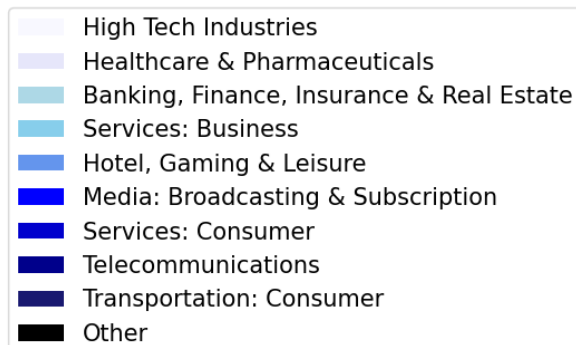 High Tech Industries
Healthcare & Pharmaceuticals
Banking, Finance, Insurance & Real Estate
Services: Business
Hotel, Gaming & Leisure
Media: Broadcasting & Subscription
Services: Consumer
Telecommunications
Transportation: Consumer
Other